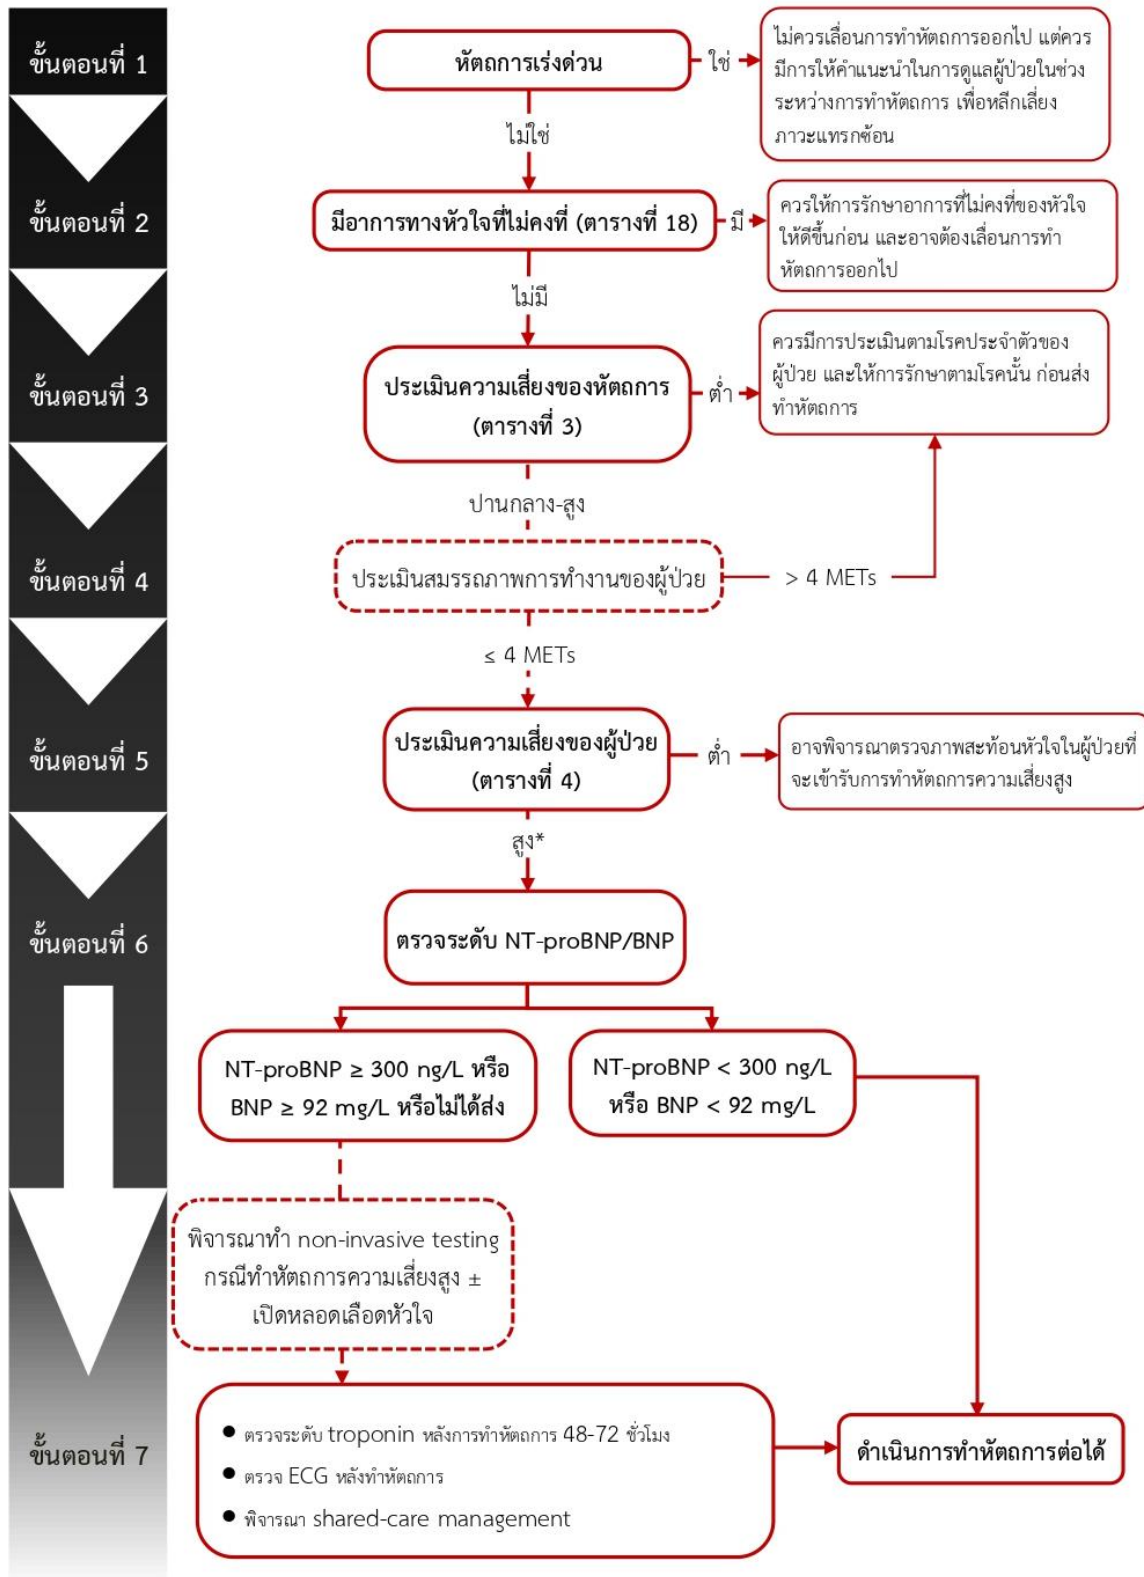 ขั้นตอนที่ 1
หัตถการเร่งด่วน
ใช่
ไม่ควรเลื่อนการทำหัตถการออกไป แต่ควร
มีการให้คำแนะนำในการดูแลผู้ป่วยในช่วง
ระหว่างการทำหัตถการ เพื่อหลีกเลี่ยง
ภาวะแทรกซ้อน
ไม่ใช่
ขั้นตอนที่ 2
มีอาการทางหัวใจที่ไม่คงที่ (ตารางที่ 18)
มี
ควรให้การรักษาอาการที่ไม่คงที่ของหัวใจ
ให้ดีขึ้นก่อน และอาจต้องเลื่อนการทำ
หัตถการออกไป
ไม่มี
ขั้นตอนที่ 3
ประเมินความเสี่ยงของหัตถการ
(ตารางที่ 3)
ต่ำ
ควรมีการประเมินตามโรคประจำตัวของ
ผู้ป่วย และให้การรักษาตามโรคนั้น ก่อนส่ง
ทำหัตถการ
ปานกลาง-สูง
ขั้นตอนที่ 4
ประเมินสมรรถภาพการทำงานของผู้ป่วย
> 4 METs
≤ 4 METs
ขั้นตอนที่ 5
ประเมินความเสี่ยงของผู้ป่วย
(ตารางที่ 4)
ต่ำ
อาจพิจารณาตรวจภาพสะท้อนหัวใจในผู้ป่วยที่
จะเข้ารับการทำหัตถการความเสี่ยงสูง
สูง*
ขั้นตอนที่ 6
ตรวจระดับ NT-proBNP/BNP
NT-proBNP ≥ 300 ng/L หรือ
BNP ≥ 92 mg/L หรือไม่ได้ส่ง
NT-proBNP < 300 ng/L
หรือ BNP < 92 mg/L
พิจารณาทำ non-invasive testing
กรณีทำหัตถการความเสี่ยงสูง ±
เปิดหลอดเลือดหัวใจ
ขั้นตอนที่ 7
● ตรวจระดับ troponin หลังการทำหัตถการ 48-72 ชั่วโมง
● ตรวจ ECG หลังทำหัตถการ
● พิจารณา shared-care management
ดำเนินการทำหัตถการต่อได้